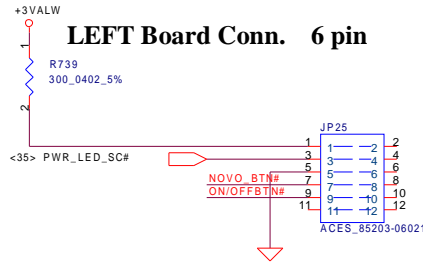 +3VALW
LEFT Board Conn. 6 pin
1
R739
300_0402_5%
2
JP25
1 1 2 2
<35> PWR_LED_SC# 3 3 4 4
5 5 6 6
NOVO_BTN# 7 7 8 8
ON/OFFBTN# 9 9 10 10
11 11 12 12
ACES_85203-06021